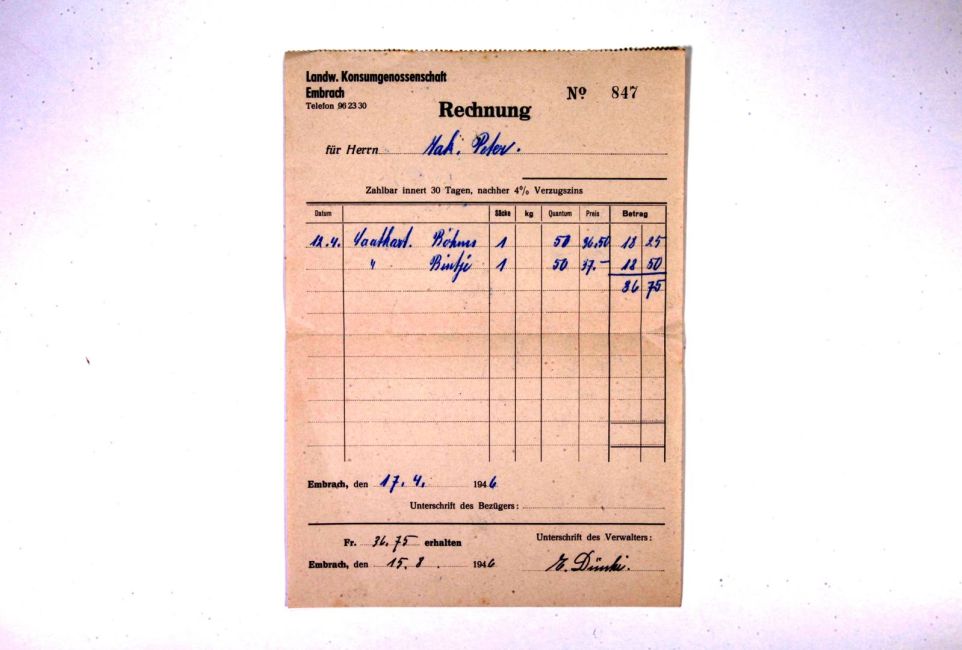 Landw. Konsumgenossenschaft
Embrach
Telefon 96 23 30
Nº 847
Rechnung
für Herrn Hch. Peter.
Zahlbar innert 30 Tagen, nachher 4% Verzugszins
Datum Säcke kg Quantum Preis Betrag
12.4. Saatkart. Böhms 1 50 36.50 18 25
" Bintje 1 50 37.– 18 50
36 75
Embrach, den 17.4. 1946
Unterschrift des Bezügers:
Fr. 36.75 erhalten
Unterschrift des Verwalters:
Embrach, den 15.8. 1946 E. Dünki.